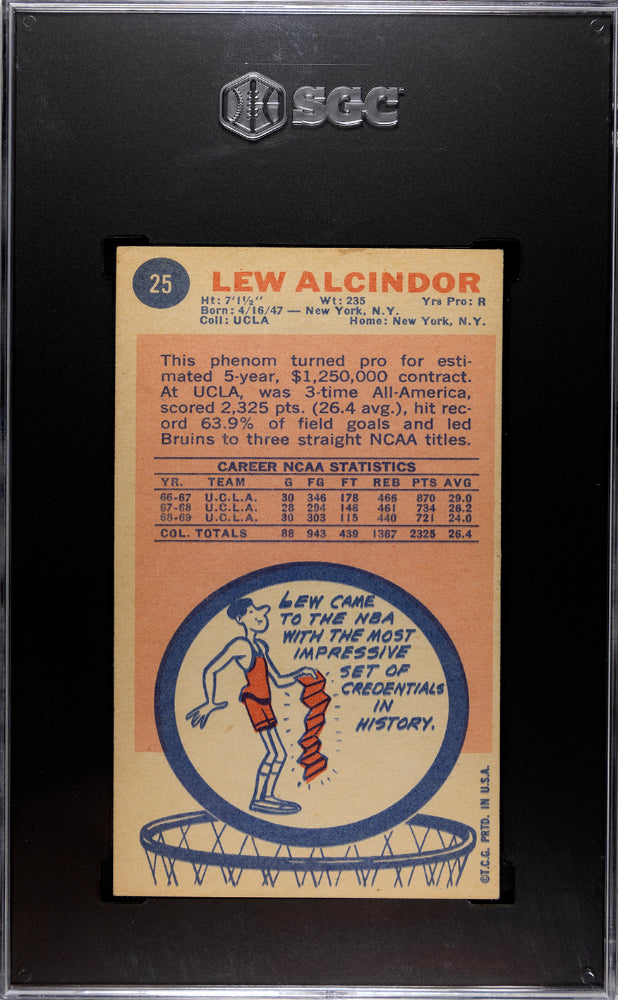 SGC
25
LEW ALCINDOR
Ht: 7'1½" Wt: 235 Yrs Pro: R
Born: 4/16/47 — New York, N.Y.
Coll: UCLA Home: New York, N.Y.
This phenom turned pro for esti-
mated 5-year, $1,250,000 contract.
At UCLA, was 3-time All-America,
scored 2,325 pts. (26.4 avg.), hit rec-
ord 63.9% of field goals and led
Bruins to three straight NCAA titles.
CAREER NCAA STATISTICS
YR. TEAM G FG FT REB PTS AVG
66-67 U.C.L.A. 30 346 178 466 870 29.0
67-68 U.C.L.A. 28 294 146 461 734 26.2
68-69 U.C.L.A. 30 303 115 440 721 24.0
COL. TOTALS 88 943 439 1367 2325 26.4
LEW CAME
TO THE NBA
WITH THE MOST
IMPRESSIVE
SET OF
CREDENTIALS
IN
HISTORY.
©T.C.G. PRTD. IN U.S.A.